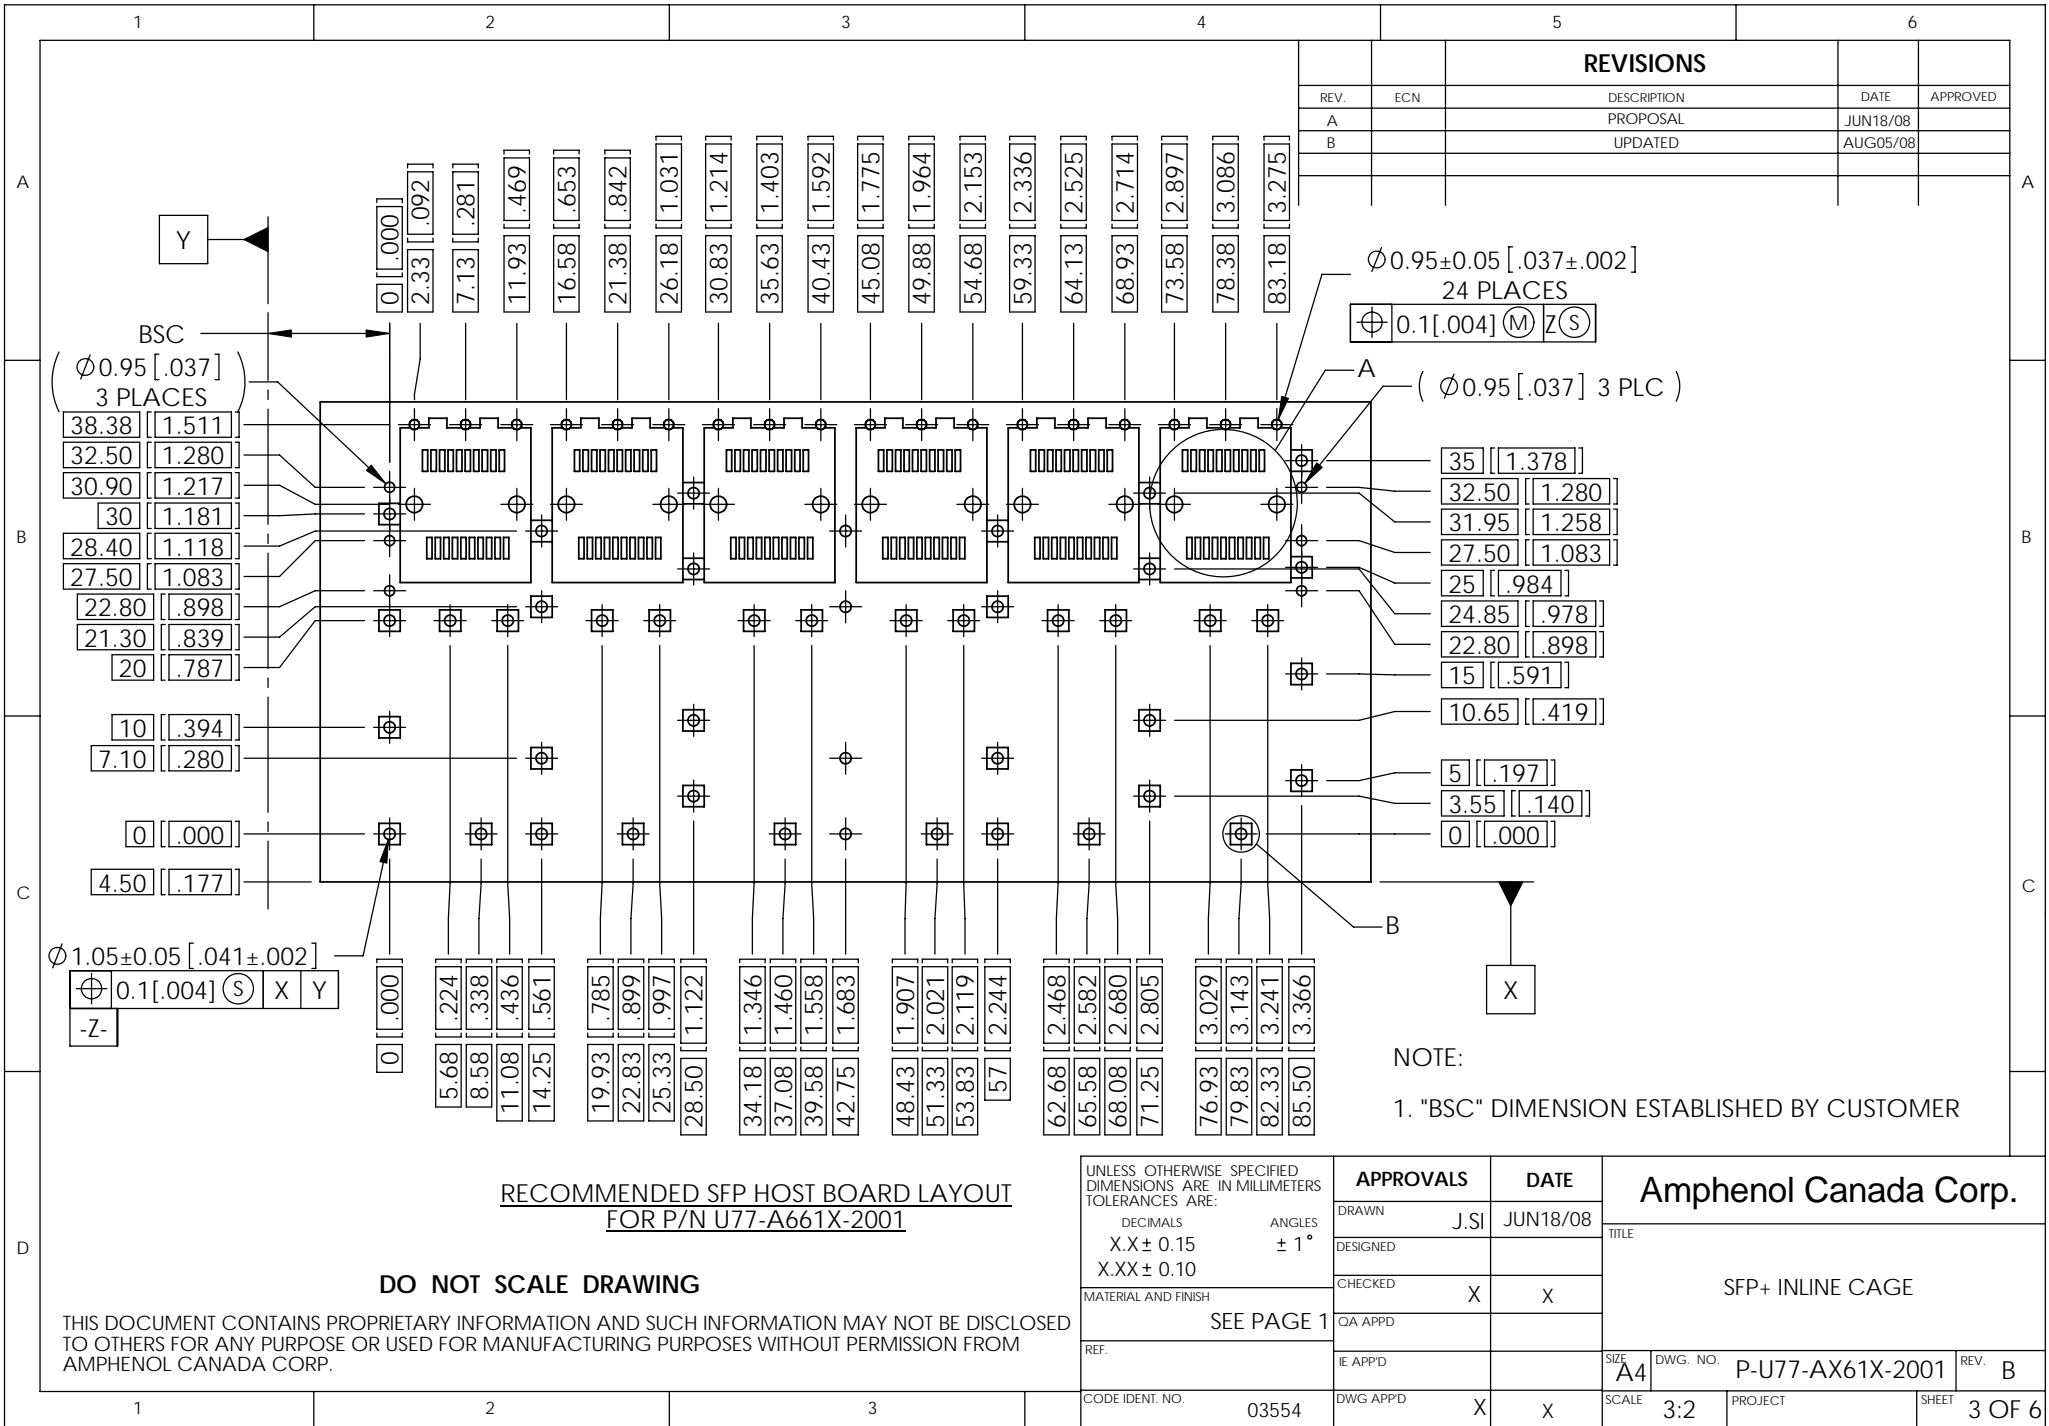 1 2 3 4 5 6
REVISIONS
REV. ECN DESCRIPTION DATE APPROVED
A PROPOSAL JUN18/08
B UPDATED AUG05/08
A
A
Y
0 [.000]
2.33 [.092]
7.13 [.281]
11.93 [.469]
16.58 [.653]
21.38 [.842]
26.18 [1.031]
30.83 [1.214]
35.63 [1.403]
40.43 [1.592]
45.08 [1.775]
49.88 [1.964]
54.68 [2.153]
59.33 [2.336]
64.13 [2.525]
68.93 [2.714]
73.58 [2.897]
78.38 [3.086]
83.18 [3.275]
Ø0.95±0.05 [.037±.002]
24 PLACES
⌖ 0.1[.004] Ⓜ Z Ⓢ
BSC
( Ø0.95 [.037]
3 PLACES )
A
( Ø0.95 [.037] 3 PLC )
38.38 [1.511]
32.50 [1.280]
30.90 [1.217]
30 [1.181]
28.40 [1.118]
27.50 [1.083]
22.80 [.898]
21.30 [.839]
20 [.787]
10 [.394]
7.10 [.280]
0 [.000]
4.50 [.177]
35 [1.378]
32.50 [1.280]
31.95 [1.258]
27.50 [1.083]
25 [.984]
24.85 [.978]
22.80 [.898]
15 [.591]
10.65 [.419]
5 [.197]
3.55 [.140]
0 [.000]
B
B
C
C
B
X
Ø1.05±0.05 [.041±.002]
⌖ 0.1[.004] Ⓢ X Y
-Z-
0 [.000]
5.68 [.224]
8.58 [.338]
11.08 [.436]
14.25 [.561]
19.93 [.785]
22.83 [.899]
25.33 [.997]
28.50 [1.122]
34.18 [1.346]
37.08 [1.460]
39.58 [1.558]
42.75 [1.683]
48.43 [1.907]
51.33 [2.021]
53.83 [2.119]
57 [2.244]
62.68 [2.468]
65.58 [2.582]
68.08 [2.680]
71.25 [2.805]
76.93 [3.029]
79.83 [3.143]
82.33 [3.241]
85.50 [3.366]
NOTE:
1. "BSC" DIMENSION ESTABLISHED BY CUSTOMER
RECOMMENDED SFP HOST BOARD LAYOUT
FOR P/N U77-A661X-2001
D
DO NOT SCALE DRAWING
THIS DOCUMENT CONTAINS PROPRIETARY INFORMATION AND SUCH INFORMATION MAY NOT BE DISCLOSED
TO OTHERS FOR ANY PURPOSE OR USED FOR MANUFACTURING PURPOSES WITHOUT PERMISSION FROM
AMPHENOL CANADA CORP.
UNLESS OTHERWISE SPECIFIED
DIMENSIONS ARE IN MILLIMETERS
TOLERANCES ARE:
DECIMALS ANGLES
X.X ± 0.15 ± 1°
X.XX ± 0.10
MATERIAL AND FINISH
SEE PAGE 1
REF.
CODE IDENT. NO. 03554
APPROVALS DATE
DRAWN J.SI JUN18/08
DESIGNED
CHECKED X X
QA APPD
IE APP'D
DWG APP'D X X
Amphenol Canada Corp.
TITLE
SFP+ INLINE CAGE
SIZE A4 DWG. NO. P-U77-AX61X-2001 REV. B
SCALE 3:2 PROJECT SHEET 3 OF 6
1 2 3